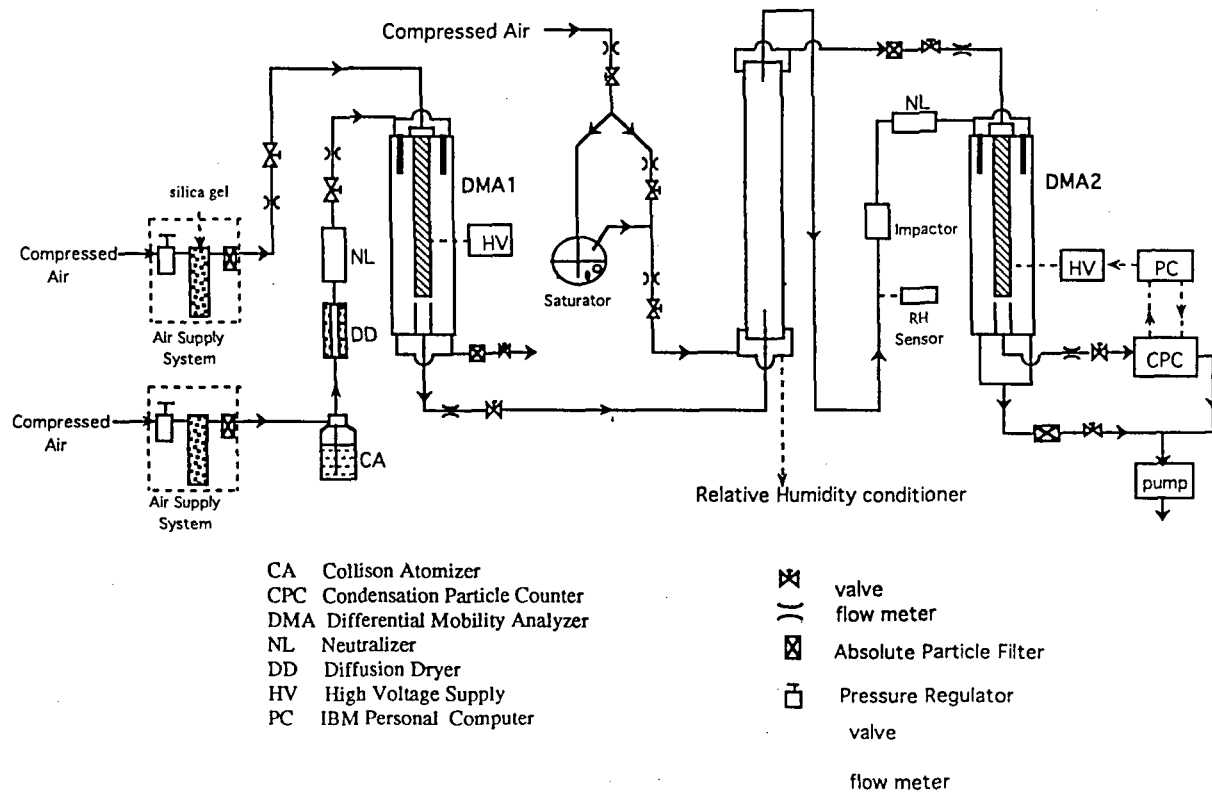 Compressed Air
NL
silica gel
DMA1
DMA2
Impactor
Compressed
Air
NL
HV
HV
PC
Saturator
RH
Sensor
Air Supply
System
DD
CPC
Compressed
Air
CA
pump
Relative Humidity conditioner
Air Supply
System
CA Collison Atomizer
CPC Condensation Particle Counter
DMA Differential Mobility Analyzer
NL Neutralizer
DD Diffusion Dryer
HV High Voltage Supply
PC IBM Personal Computer
valve
flow meter
Absolute Particle Filter
Pressure Regulator
valve
flow meter